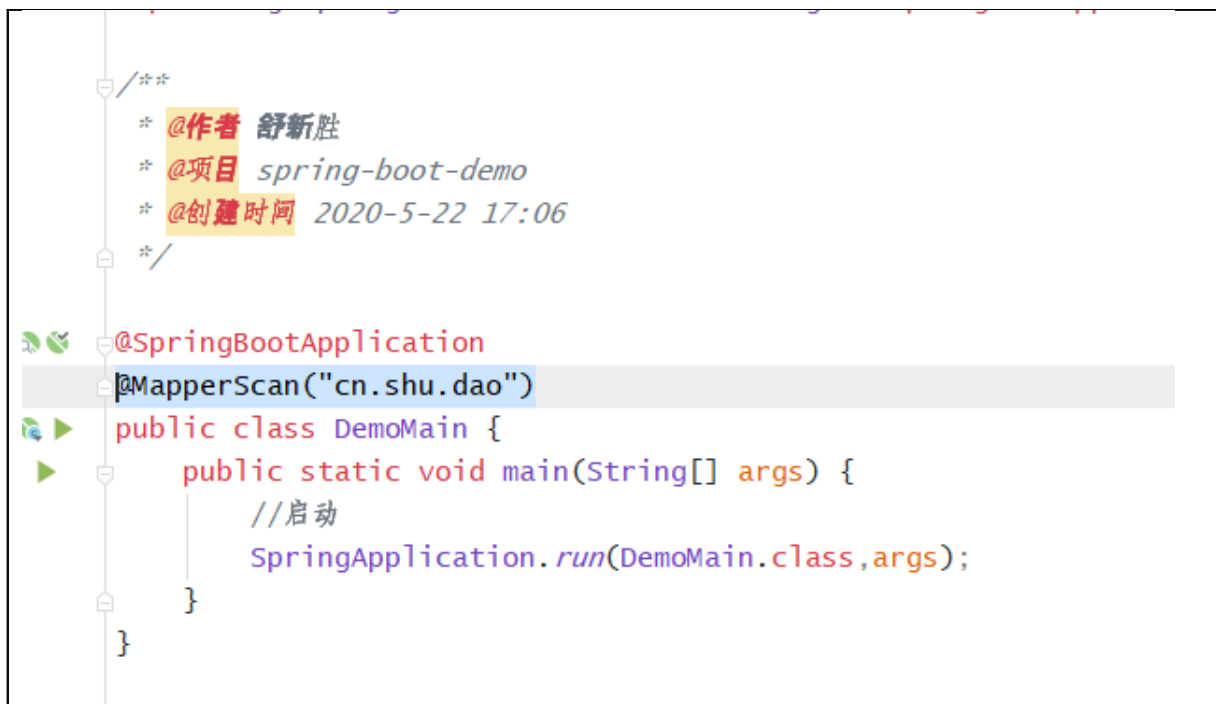 /**
* @作者 舒新胜
* @项目 spring-boot-demo
* @创建时间 2020-5-22 17:06
*/
@SpringBootApplication
@MapperScan("cn.shu.dao")
public class DemoMain {
public static void main(String[] args) {
//启动
SpringApplication.run(DemoMain.class,args);
}
}